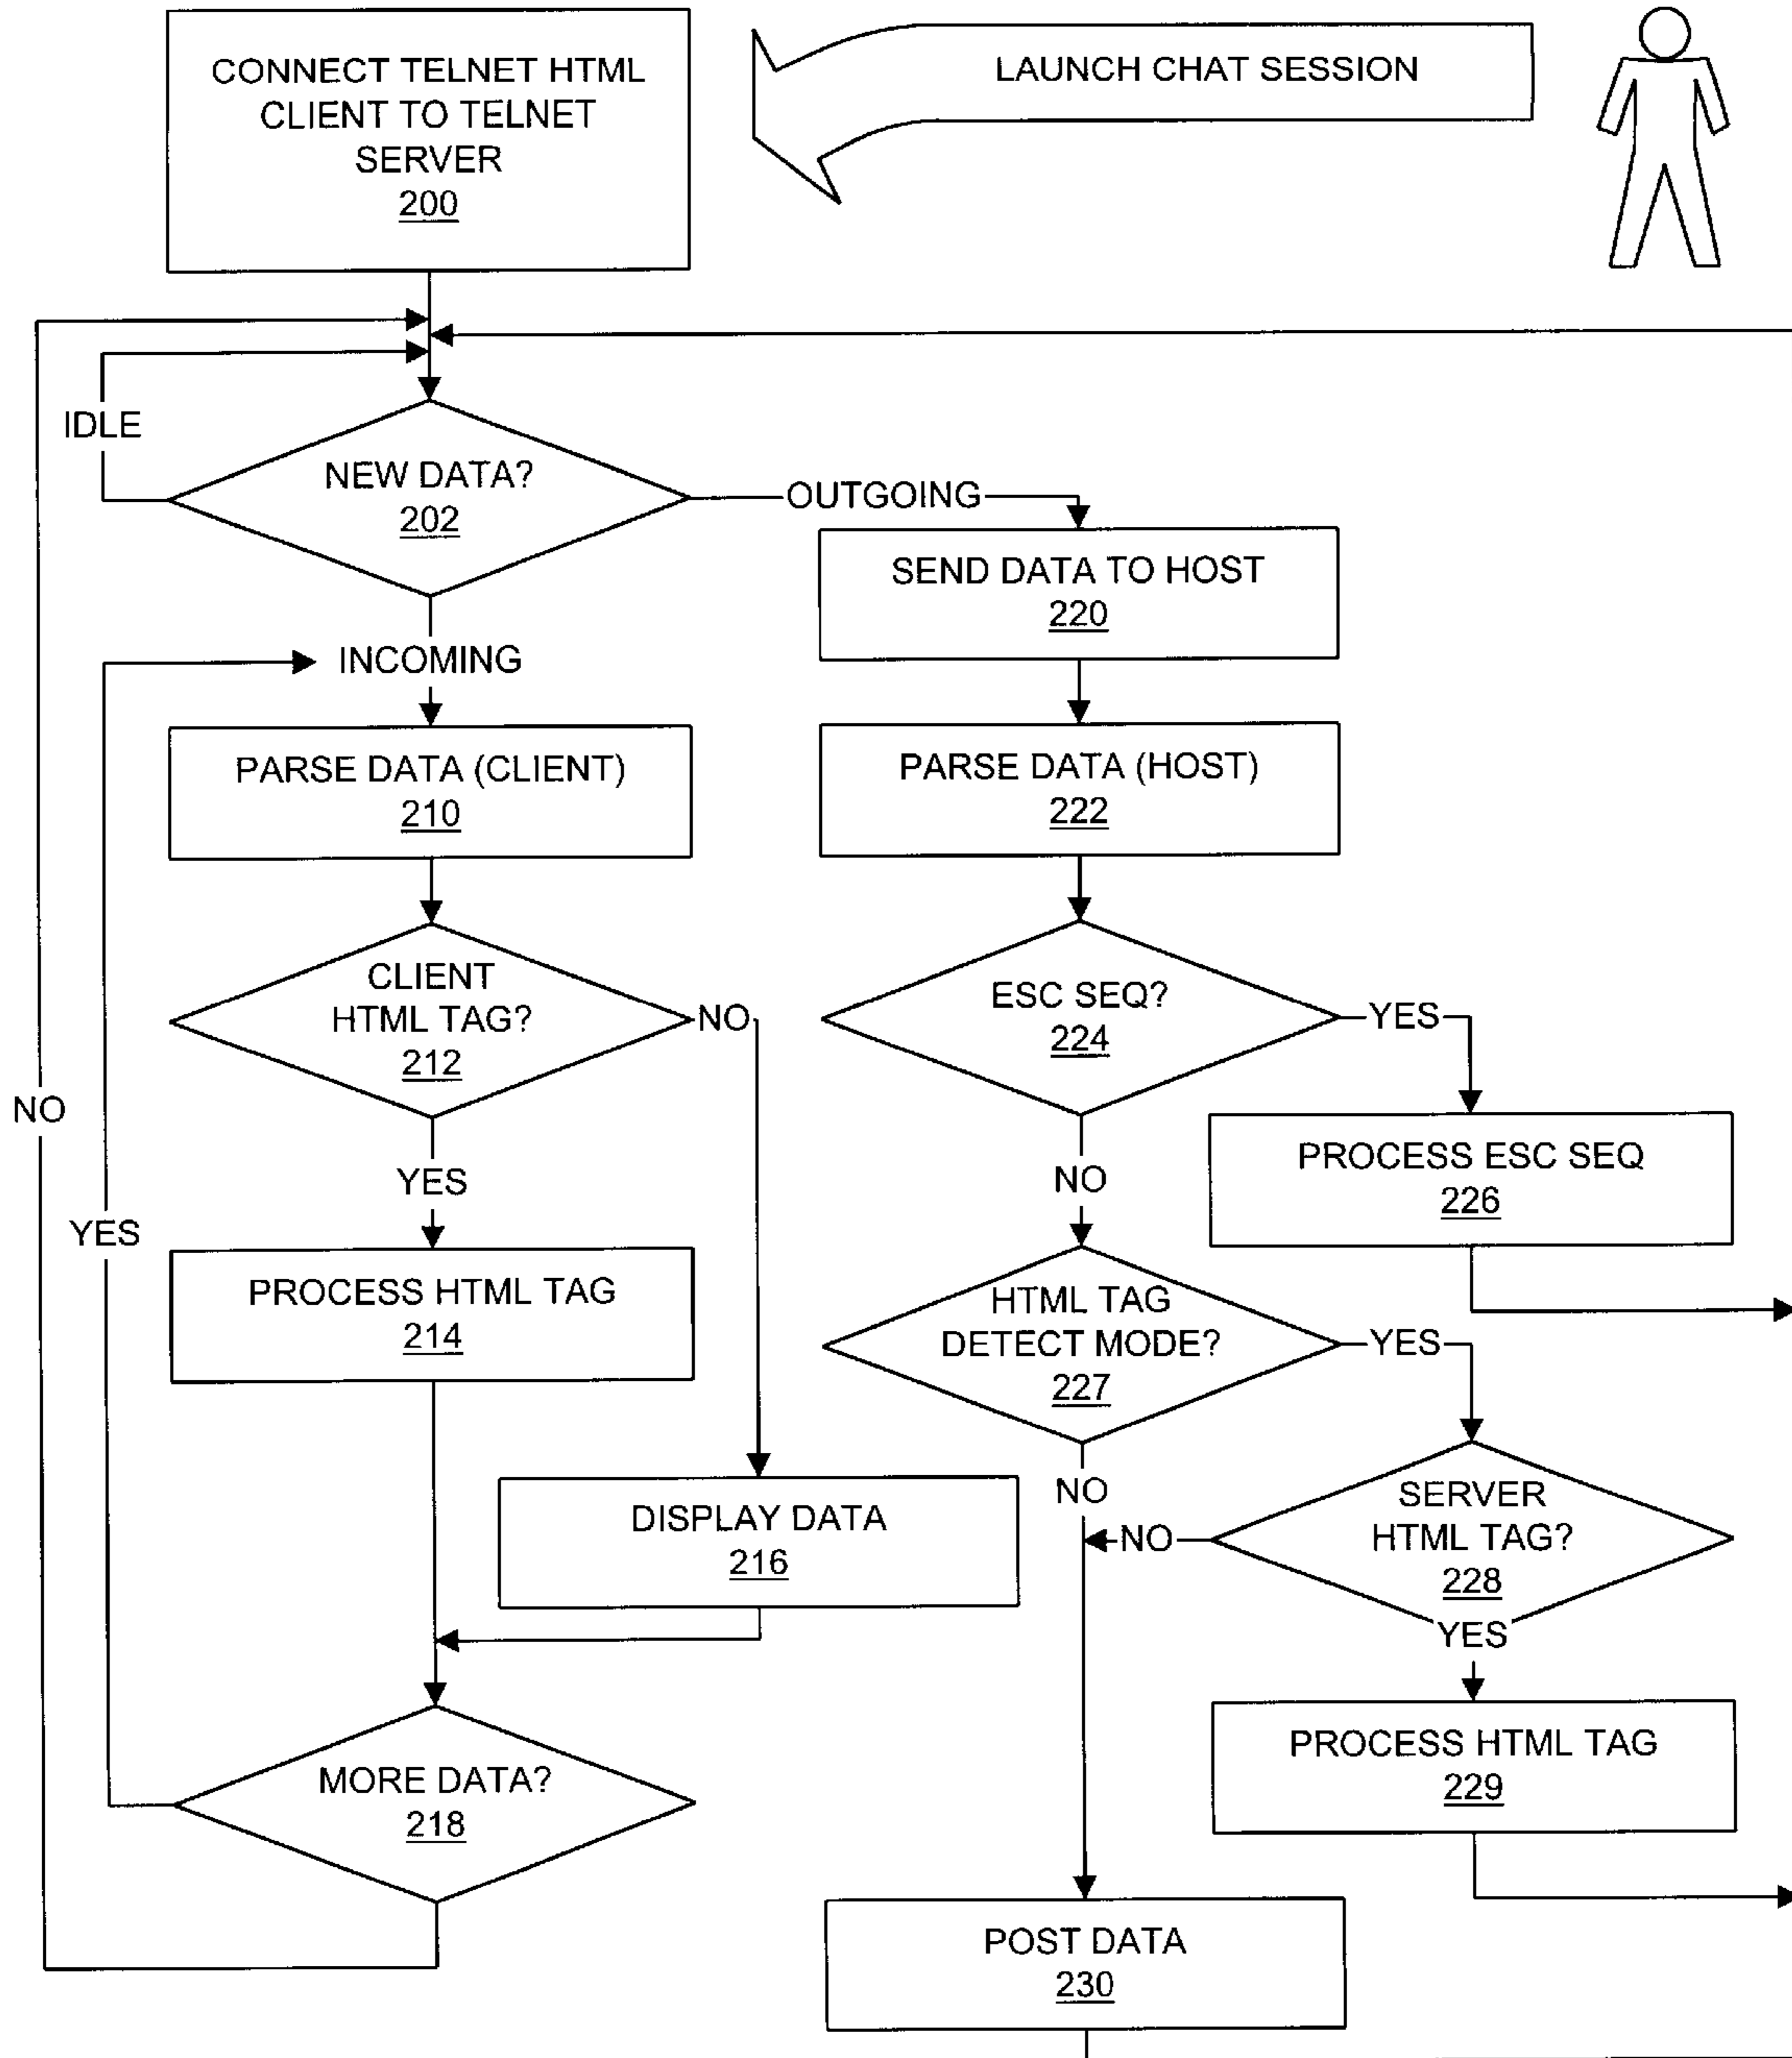 CONNECT TELNET HTML
CLIENT TO TELNET
SERVER
200
LAUNCH CHAT SESSION
IDLE
NEW DATA?
202
OUTGOING
SEND DATA TO HOST
220
INCOMING
PARSE DATA (CLIENT)
210
PARSE DATA (HOST)
222
CLIENT
HTML TAG?
212
NO
ESC SEQ?
224
YES
NO
YES
NO
PROCESS ESC SEQ
226
YES
PROCESS HTML TAG
214
HTML TAG
DETECT MODE?
227
YES
NO
DISPLAY DATA
216
NO
SERVER
HTML TAG?
228
YES
PROCESS HTML TAG
229
MORE DATA?
218
POST DATA
230